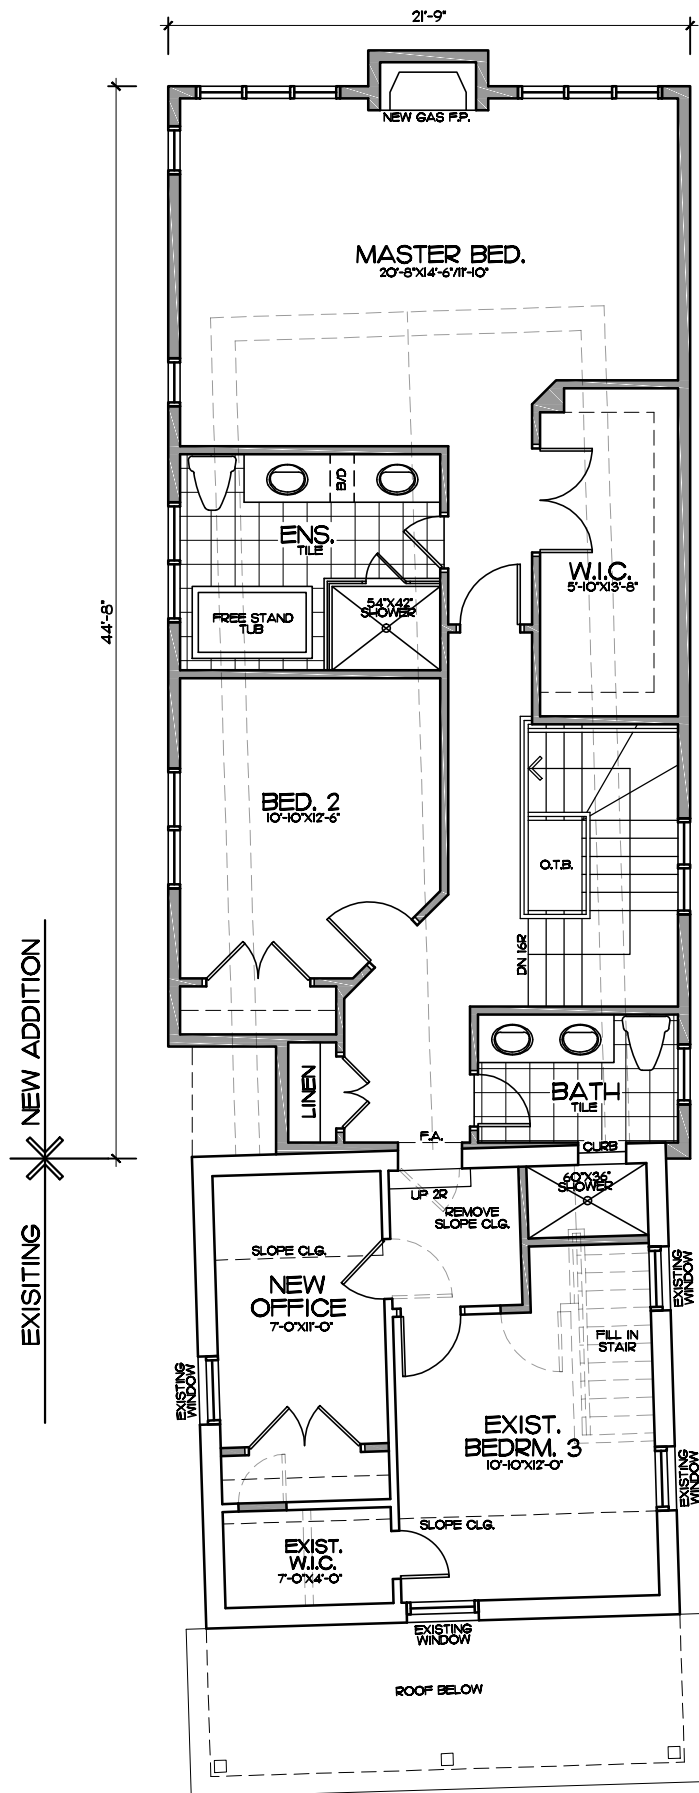 21'-9"
NEW GAS F.P.
MASTER BED.
20'-8"X14'-6"/11'-10"
B/D
ENS.
TILE
W.I.C.
5'-10"X13'-8"
54"X42"
SHOWER
FREE STAND
TUB
44'-8"
BED. 2
10'-10"X12'-6"
O.T.B.
DN 16R
NEW ADDITION
LINEN
BATH
TILE
F.A.
CURB
UP 2R
60"X36"
SHOWER
REMOVE
SLOPE CLG.
SLOPE CLG.
EXISITING
NEW
OFFICE
7'-0"X11'-0"
EXISTING
WINDOW
FILL IN
STAIR
EXISTING
WINDOW
EXIST.
BEDRM. 3
10'-10"X12'-0"
EXISTING
WINDOW
SLOPE CLG.
EXIST.
W.I.C.
7'-0"X4'-0"
EXISTING
WINDOW
ROOF BELOW